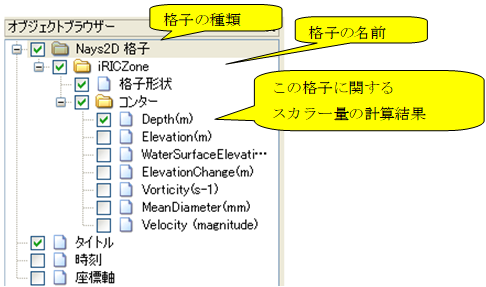 格子の種類
オブジェクトブラウザー
格子の名前
Nays2D 格子
iRICZone
格子形状
この格子に関する
スカラー量の計算結果
コンター
Depth(m)
Elevation(m)
WaterSurfaceElevati…
ElevationChange(m)
Vorticity(s-1)
MeanDiameter(mm)
Velocity (magnitude)
タイトル
時刻
座標軸